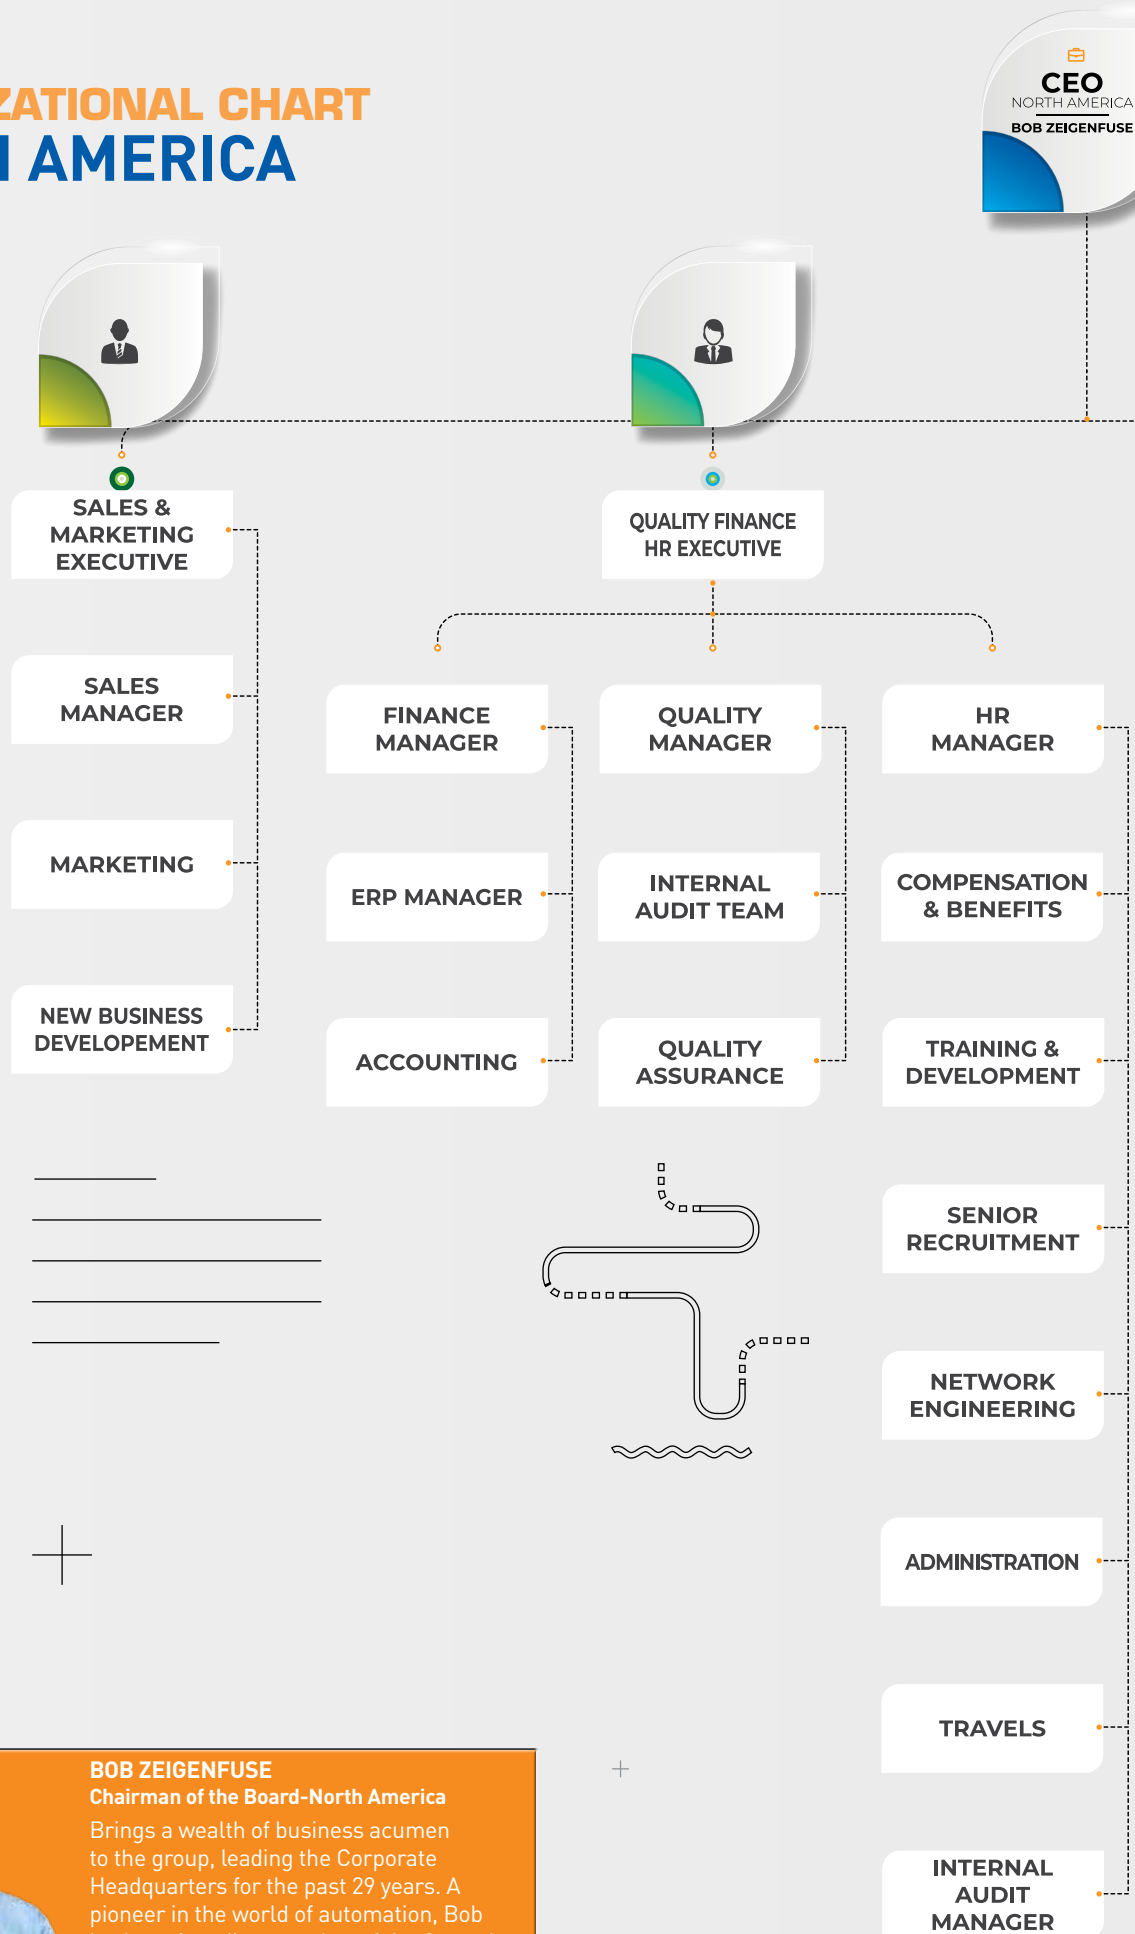 ZATIONAL CHART
AMERICA
CEO
NORTH AMERICA
BOB ZEIGENFUSE
SALES &
MARKETING
EXECUTIVE
SALES
MANAGER
MARKETING
NEW BUSINESS
DEVELOPEMENT
QUALITY FINANCE
HR EXECUTIVE
FINANCE
MANAGER
ERP MANAGER
ACCOUNTING
QUALITY
MANAGER
INTERNAL
AUDIT TEAM
QUALITY
ASSURANCE
HR
MANAGER
COMPENSATION
& BENEFITS
TRAINING &
DEVELOPMENT
SENIOR
RECRUITMENT
NETWORK
ENGINEERING
ADMINISTRATION
TRAVELS
INTERNAL
AUDIT
MANAGER
BOB ZEIGENFUSE
Chairman of the Board-North America
Brings a wealth of business acumen
to the group, leading the Corporate
Headquarters for the past 29 years. A
pioneer in the world of automation, Bob